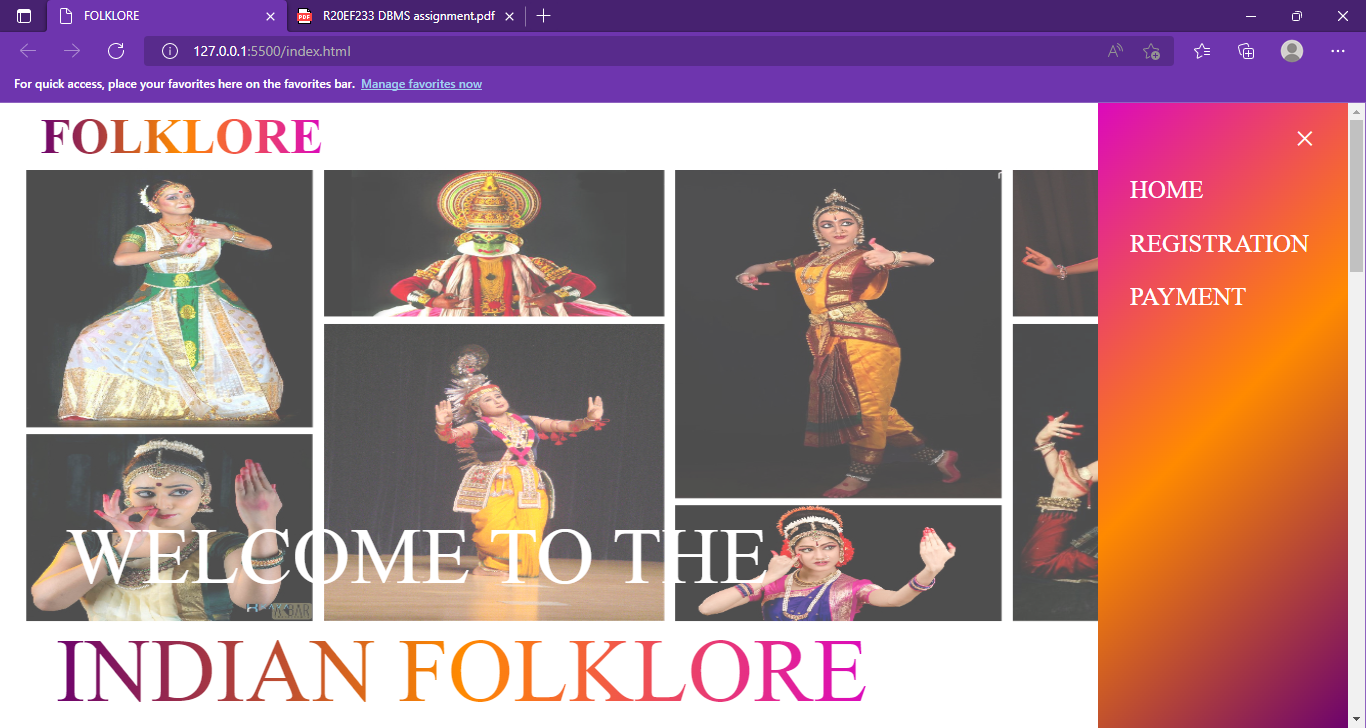 FOLKLORE
R20EF233 DBMS assignment.pdf
127.0.0.1:5500/index.html
For quick access, place your favorites here on the favorites bar. Manage favorites now
FOLKLORE
HOME
REGISTRATION
PAYMENT
WELCOME TO THE
INDIAN FOLKLORE